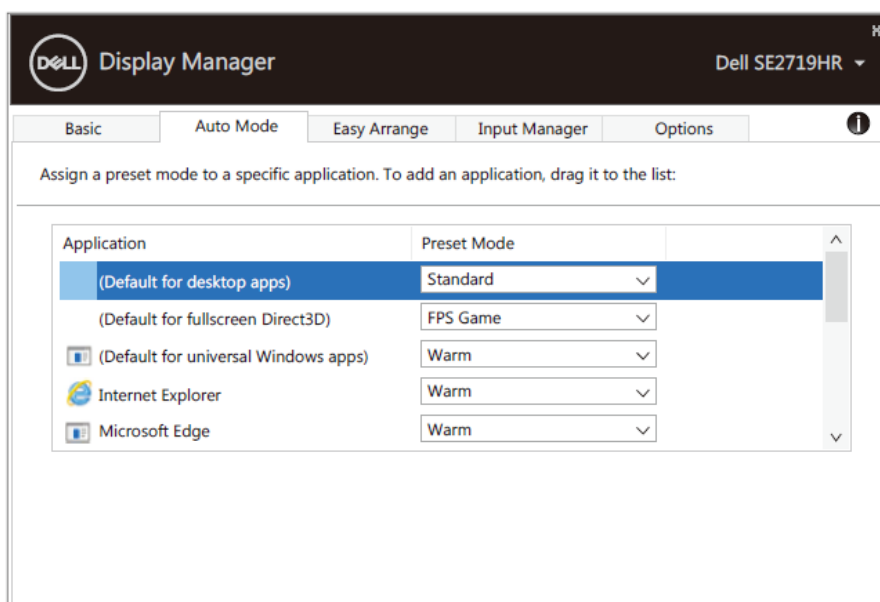 DELL Display Manager Dell SE2719HR
Basic Auto Mode Easy Arrange Input Manager Options
Assign a preset mode to a specific application. To add an application, drag it to the list:
Application Preset Mode
(Default for desktop apps) Standard
(Default for fullscreen Direct3D) FPS Game
(Default for universal Windows apps) Warm
Internet Explorer Warm
Microsoft Edge Warm